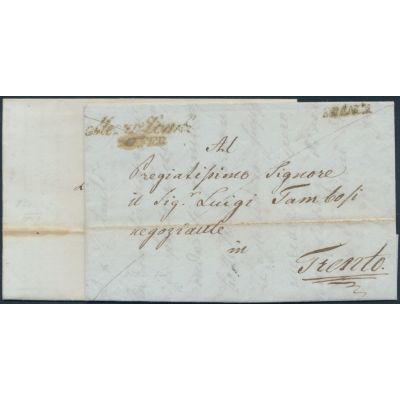 Al
Pregiatissimo Signore
il Sig.r Luigi Tambosi
negoziante
in
Trento.